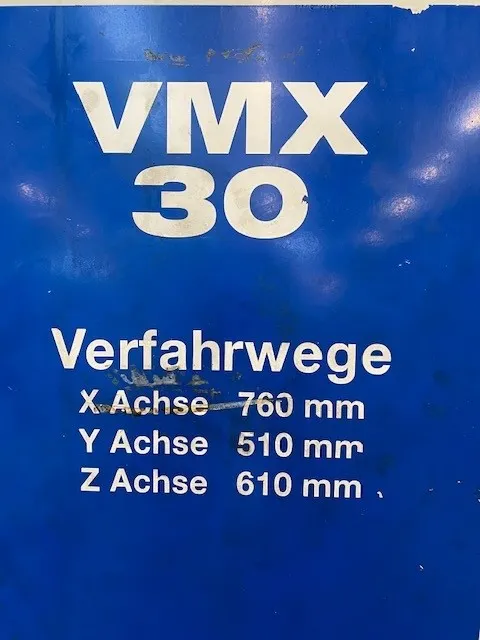 VMX
30
Verfahrwege
X Achse 760 mm
Y Achse 510 mm
Z Achse 610 mm